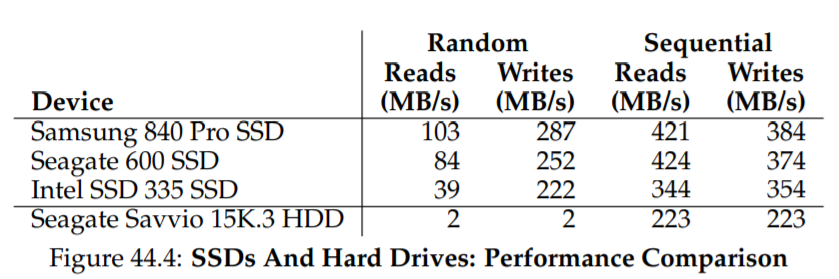 Random Sequential
Reads Writes Reads Writes
Device (MB/s) (MB/s) (MB/s) (MB/s)
Samsung 840 Pro SSD 103 287 421 384
Seagate 600 SSD 84 252 424 374
Intel SSD 335 SSD 39 222 344 354
Seagate Savvio 15K.3 HDD 2 2 223 223
Figure 44.4: SSDs And Hard Drives: Performance Comparison